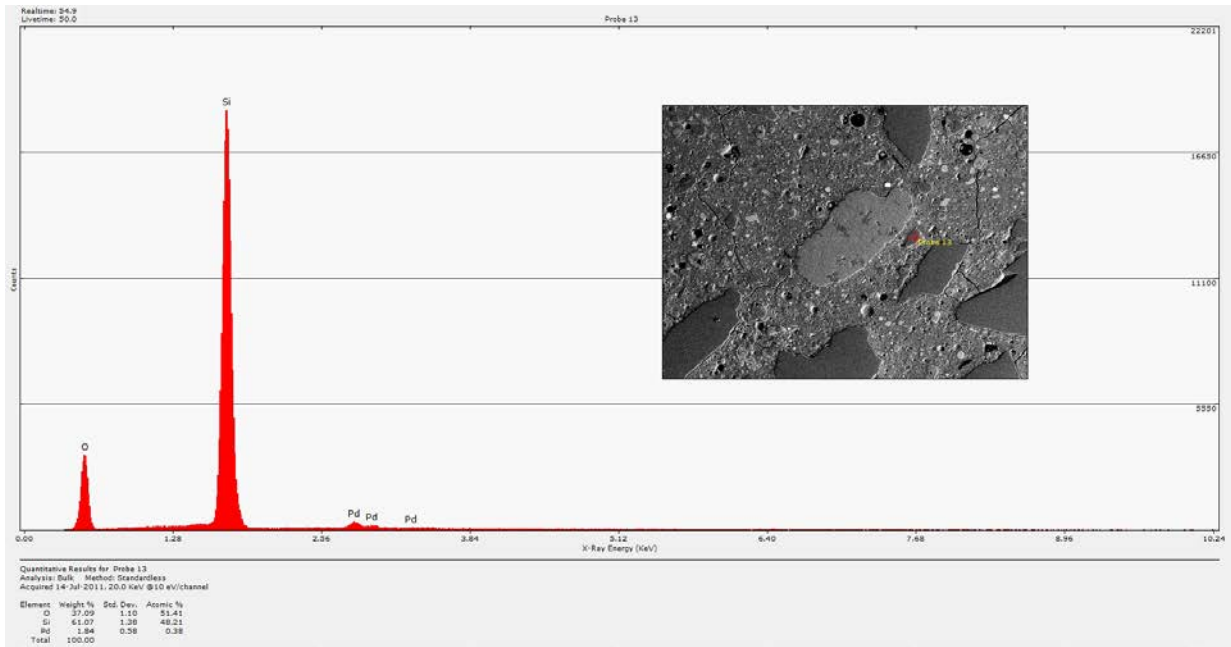 Realtime: 54.9
Livetime: 50.0
Probe 13
22201
Si
16650
Probe 13
11100
Counts
5550
O
Pd
Pd
Pd
0.00 1.28 2.56 3.84 5.12 6.40 7.68 8.96 10.24
X-Ray Energy (KeV)
Quantitative Results for Probe 13
Analysis: Bulk Method: Standardless
Acquired 14-Jul-2011, 20.0 KeV @10 eV/channel
Element Weight % Std. Dev. Atomic %
O 37.09 1.10 51.41
Si 61.07 1.38 48.21
Pd 1.84 0.58 0.38
Total 100.00